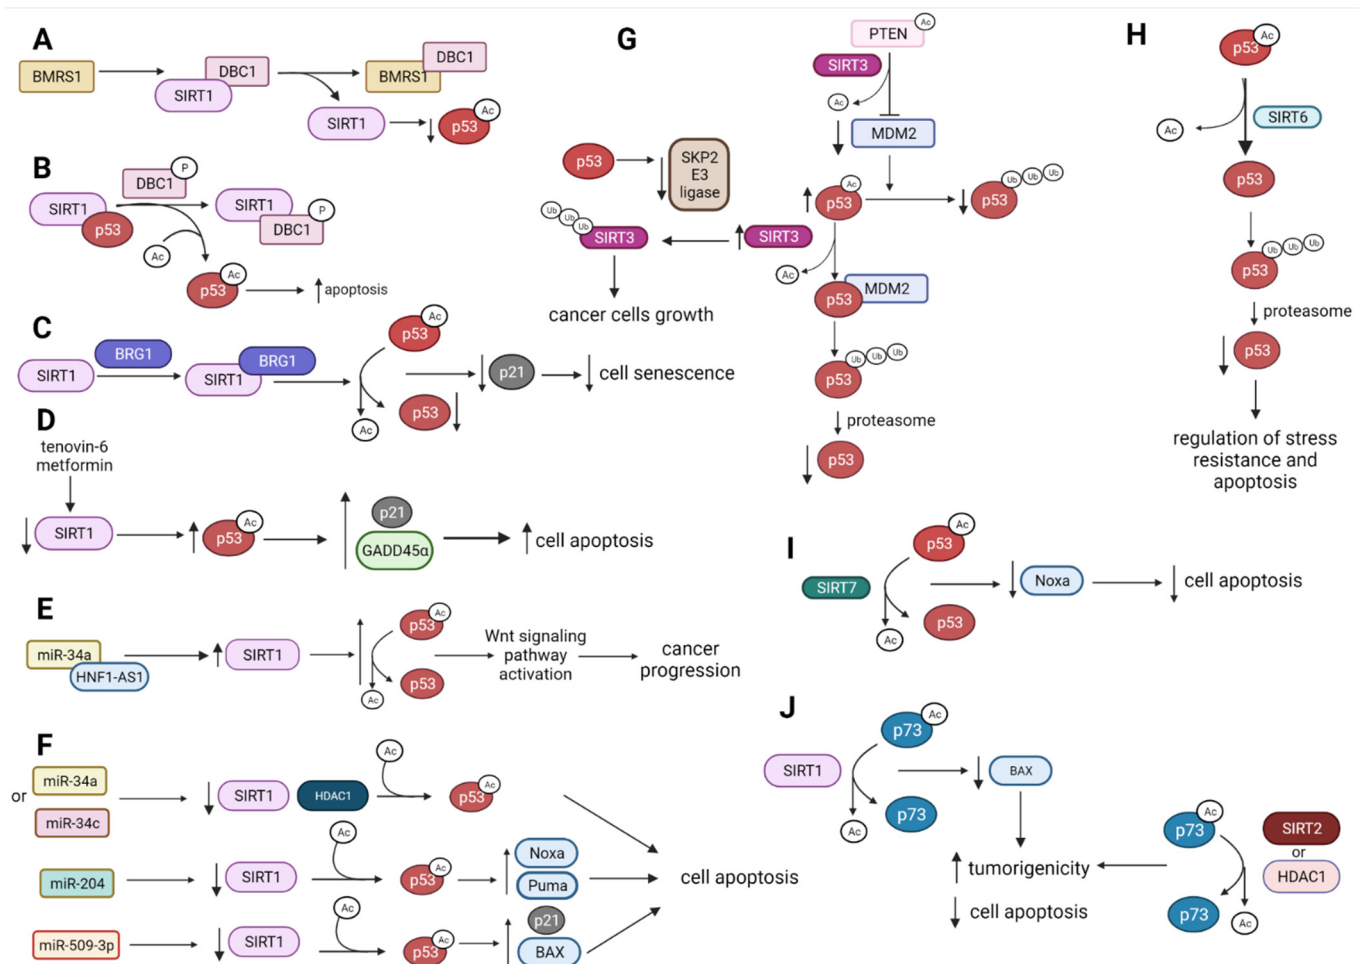 A
BMRS1
DBC1
SIRT1
DBC1
BMRS1
SIRT1
Ac
p53
B
P
DBC1
SIRT1
p53
Ac
SIRT1
P
DBC1
Ac
p53
apoptosis
C
SIRT1
BRG1
BRG1
SIRT1
Ac
p53
Ac
p53
p21
cell senescence
D
tenovin-6
metformin
SIRT1
Ac
p53
p21
GADD45α
cell apoptosis
E
miR-34a
HNF1-AS1
SIRT1
Ac
p53
p53
Ac
Wnt signaling
pathway
activation
cancer
progression
F
or
miR-34a
miR-34c
SIRT1
HDAC1
Ac
Ac
p53
miR-204
SIRT1
Ac
Ac
p53
Noxa
Puma
miR-509-3p
SIRT1
Ac
Ac
p53
p21
BAX
cell apoptosis
G
Ac
PTEN
SIRT3
Ac
MDM2
p53
SKP2
E3
ligase
Ac
p53
Ub Ub Ub
p53
SIRT3
Ub
Ub
Ub
SIRT3
cancer cells growth
Ac
p53
MDM2
Ub Ub Ub
p53
proteasome
p53
H
Ac
p53
SIRT6
Ac
p53
Ub Ub Ub
p53
proteasome
p53
regulation of stress
resistance and
apoptosis
I
Ac
p53
SIRT7
p53
Ac
Noxa
cell apoptosis
J
Ac
p73
SIRT1
p73
Ac
BAX
tumorigenicity
cell apoptosis
Ac
p73
SIRT2
or
HDAC1
p73
Ac